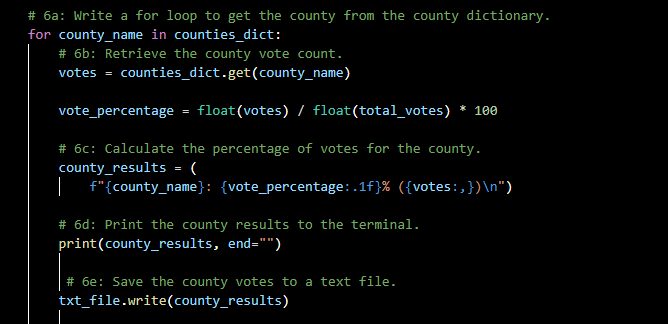 # 6a: Write a for loop to get the county from the county dictionary.
for county_name in counties_dict:
# 6b: Retrieve the county vote count.
votes = counties_dict.get(county_name)
vote_percentage = float(votes) / float(total_votes) * 100
# 6c: Calculate the percentage of votes for the county.
county_results = (
f"{county_name}: {vote_percentage:.1f}% ({votes:,})\n")
# 6d: Print the county results to the terminal.
print(county_results, end="")
# 6e: Save the county votes to a text file.
txt_file.write(county_results)